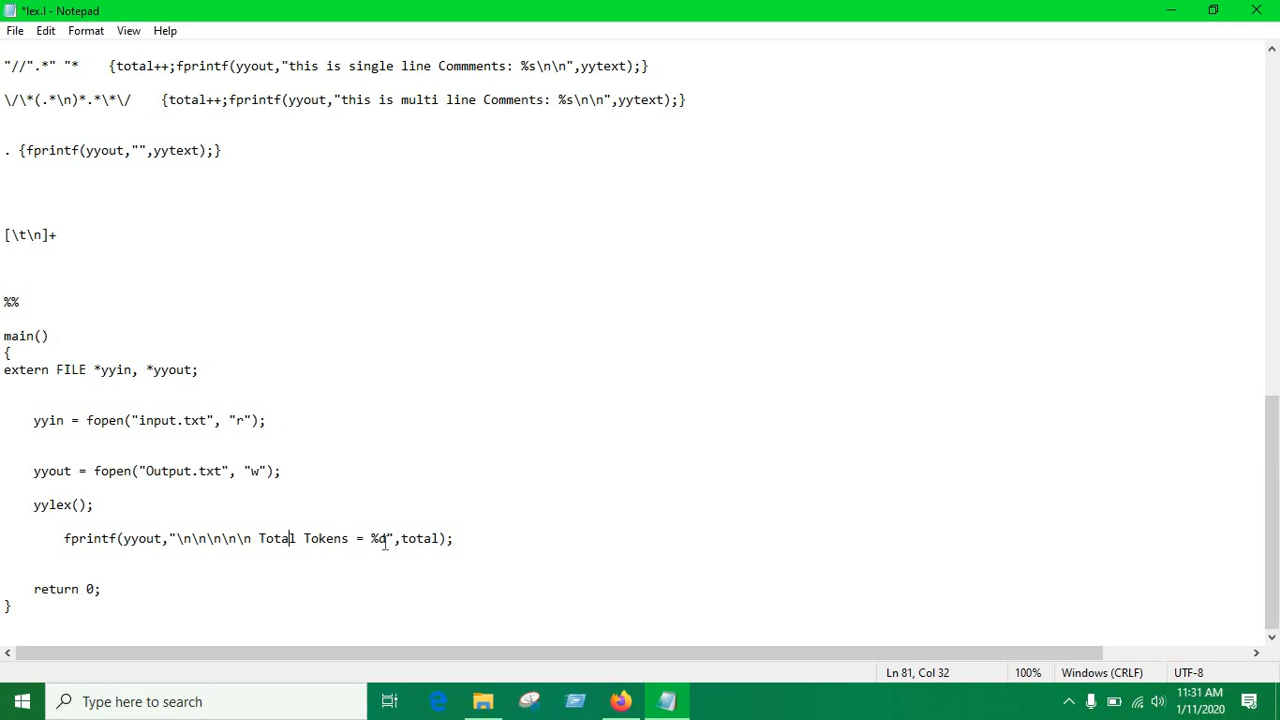 *lex.l - Notepad
File Edit Format View Help
"//".*" "* {total++;fprintf(yyout,"this is single line Commments: %s\n\n",yytext);}
\/\*(.*\n)*.*\*\/ {total++;fprintf(yyout,"this is multi line Comments: %s\n\n",yytext);}
. {fprintf(yyout,"",yytext);}
[\t\n]+
%%
main()
{
extern FILE *yyin, *yyout;
yyin = fopen("input.txt", "r");
yyout = fopen("Output.txt", "w");
yylex();
fprintf(yyout,"\n\n\n\n\n Total Tokens = %d",total);
return 0;
}
Ln 81, Col 32 100% Windows (CRLF) UTF-8
Type here to search
11:31 AM
1/11/2020